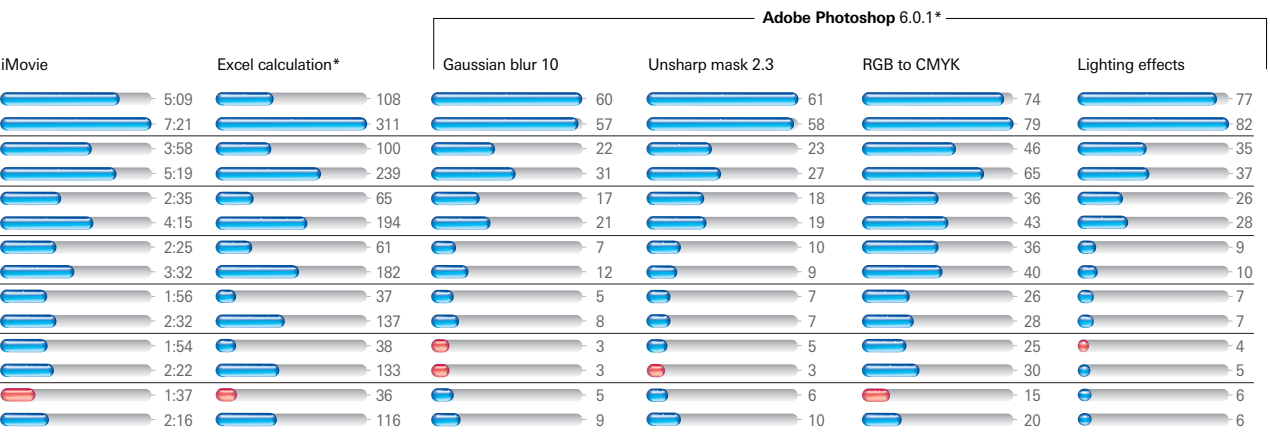 Adobe Photoshop 6.0.1*
iMovie Excel calculation* Gaussian blur 10 Unsharp mask 2.3 RGB to CMYK Lighting effects
5:09 108 60 61 74 77
7:21 311 57 58 79 82
3:58 100 22 23 46 35
5:19 239 31 27 65 37
2:35 65 17 18 36 26
4:15 194 21 19 43 28
2:25 61 7 10 36 9
3:32 182 12 9 40 10
1:56 37 5 7 26 7
2:32 137 8 7 28 7
1:54 38 3 5 25 4
2:22 133 3 3 30 5
1:37 36 5 6 15 6
2:16 116 9 10 20 6